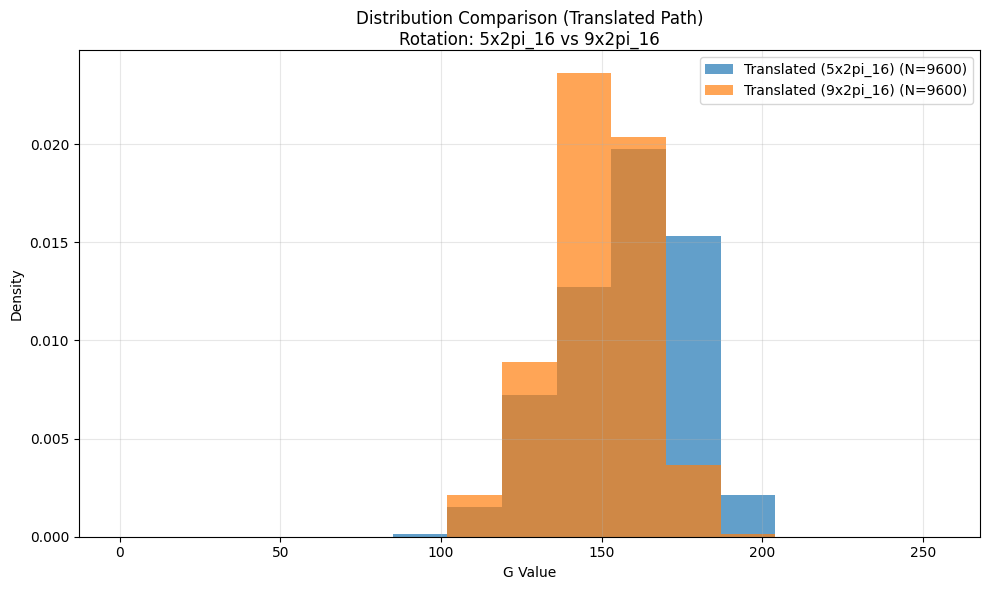 Distribution Comparison (Translated Path)
Rotation: 5x2pi_16 vs 9x2pi_16
Translated (5x2pi_16) (N=9600)
Translated (9x2pi_16) (N=9600)
Density
0.020
0.015
0.010
0.005
0.000
0 50 100 150 200 250
G Value